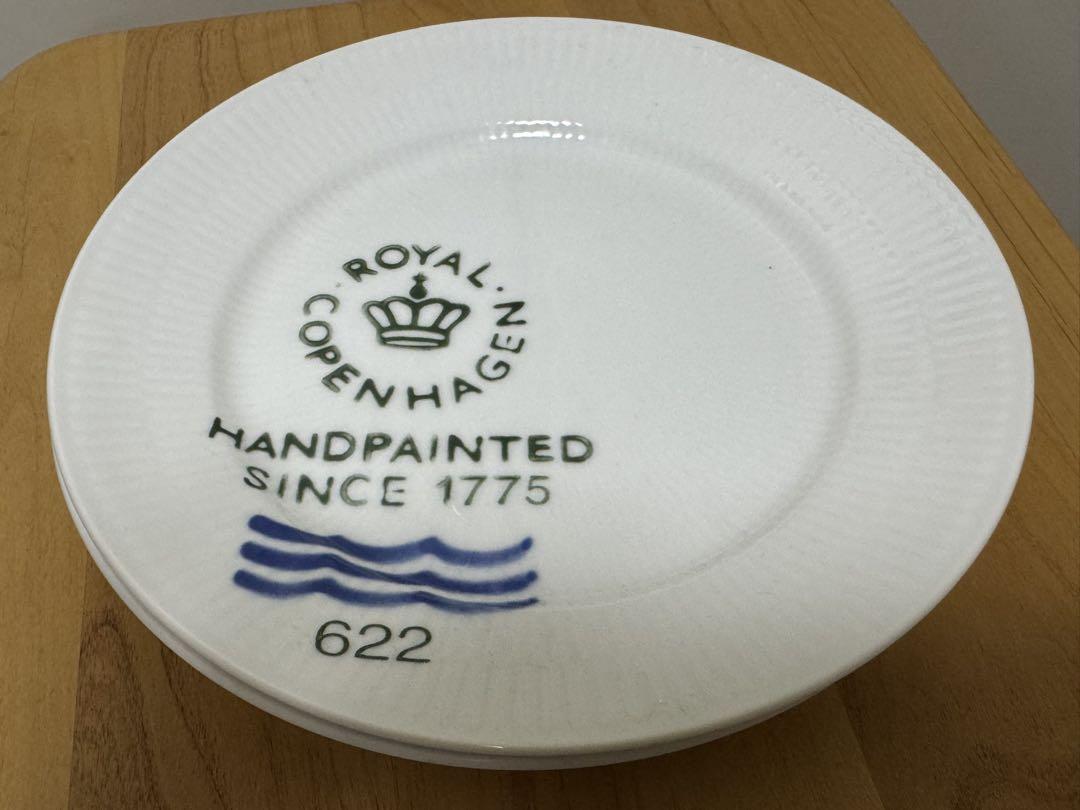 ROYAL
COPENHAGEN
HANDPAINTED
SINCE 1775
622